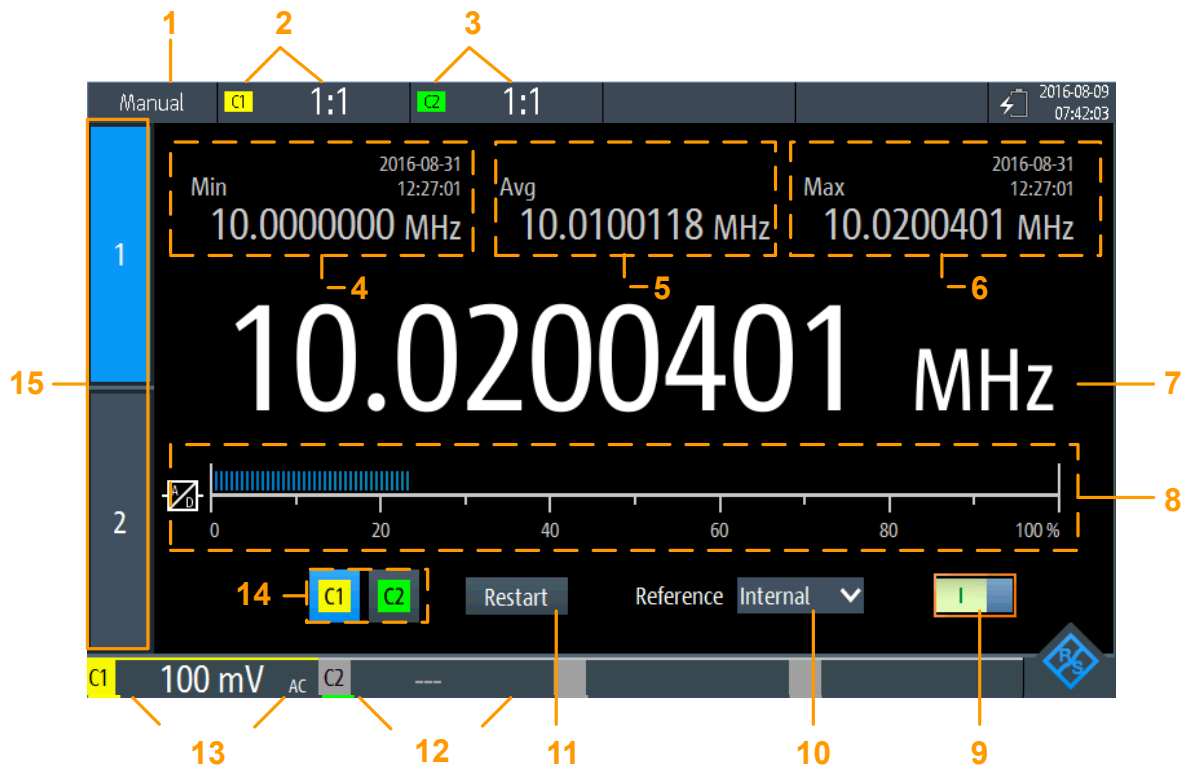 1 2 3
Manual C1 1:1 C2 1:1 2016-08-09
07:42:03
2016-08-31 2016-08-31
Min 12:27:01 Avg Max 12:27:01
10.0000000 MHz 10.0100118 MHz 10.0200401 MHz
1
4 5 6
10.0200401 MHz
15 7
A/D
8
2 0 20 40 60 80 100 %
14 C1 C2 Restart Reference Internal I
R/S
C1 100 mV AC C2 ---
13 12 11 10 9